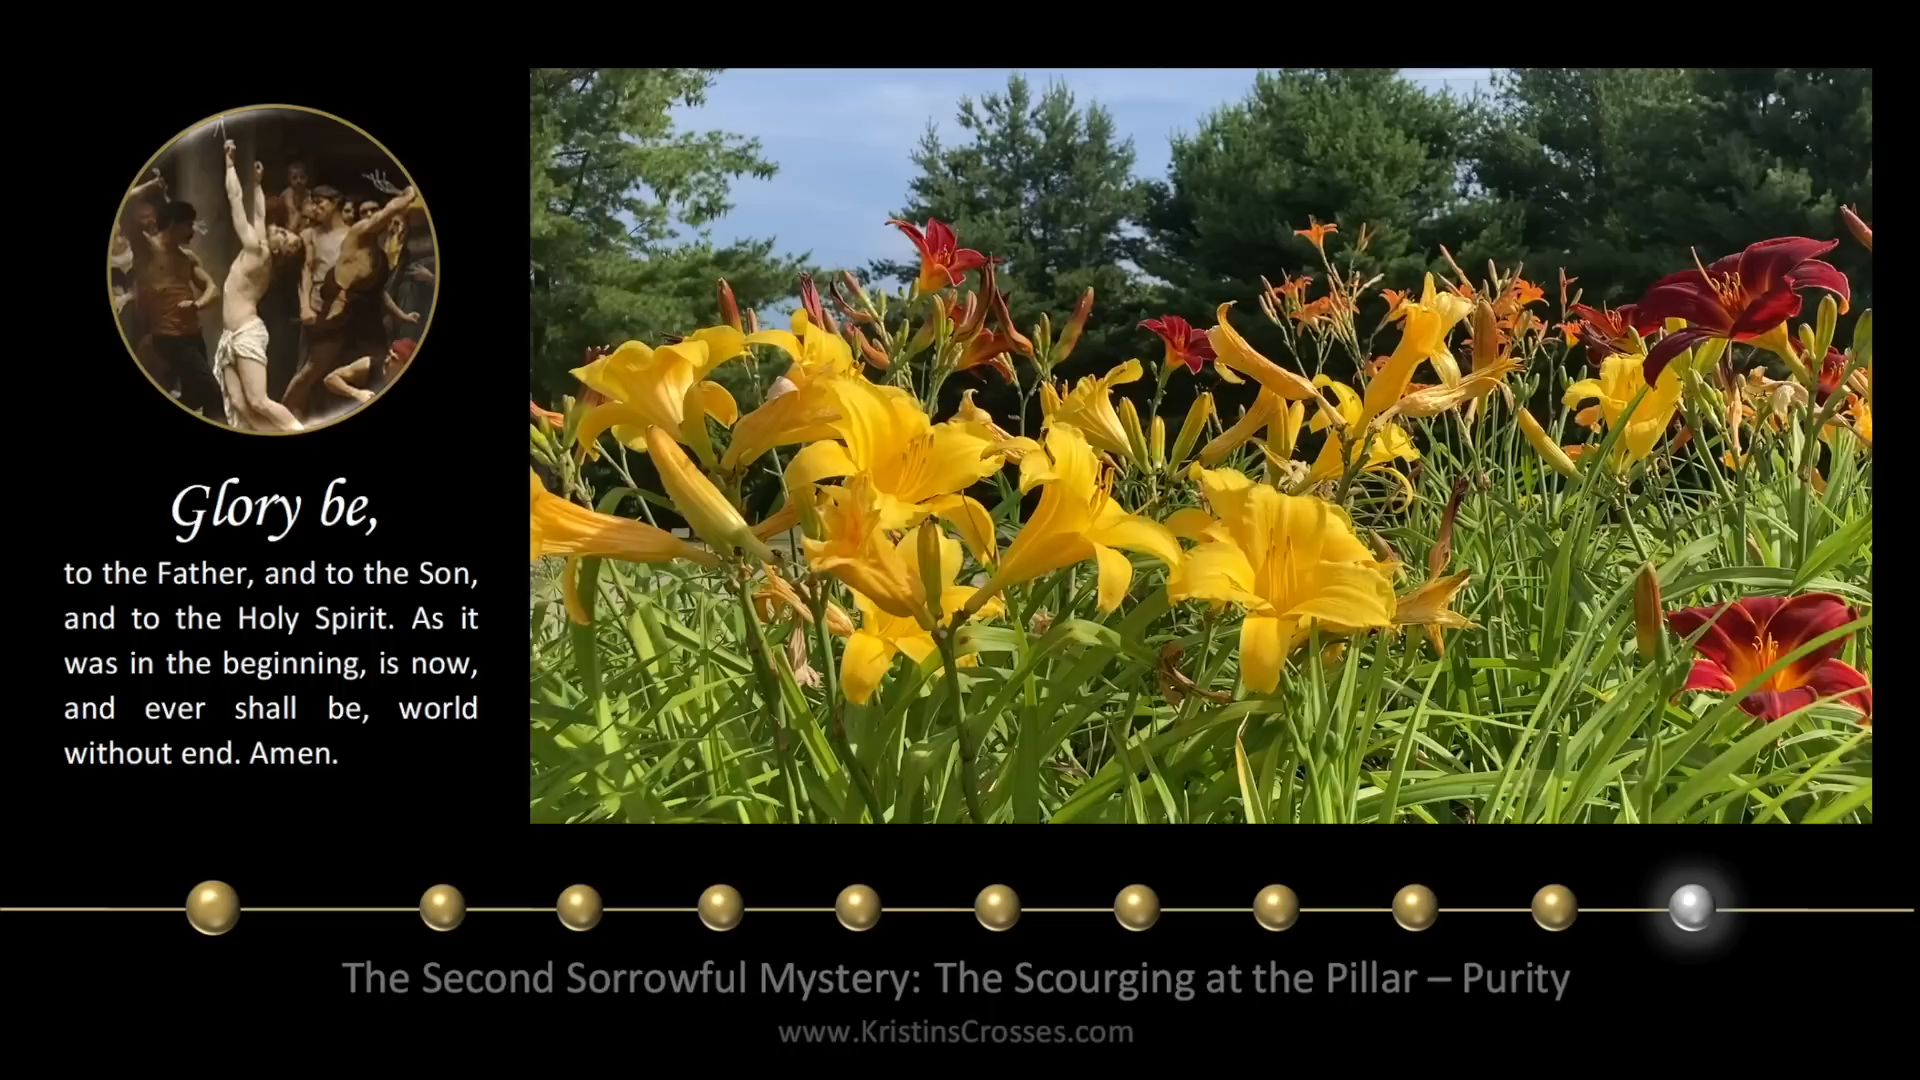 Glory be,
to the Father, and to the Son,
and to the Holy Spirit. As it
was in the beginning, is now,
and ever shall be, world
without end. Amen.
The Second Sorrowful Mystery: The Scourging at the Pillar – Purity
www.KristinsCrosses.com